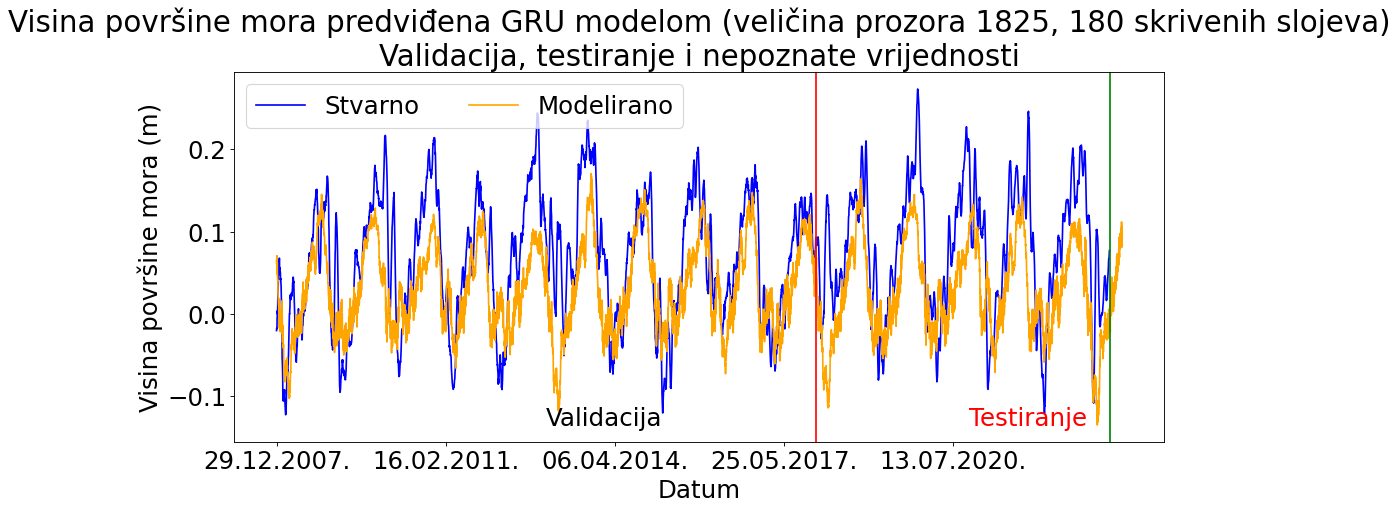 Visina površine mora predviđena GRU modelom (veličina prozora 1825, 180 skrivenih slojeva)
Validacija, testiranje i nepoznate vrijednosti
Stvarno
Modelirano
Visina površine mora (m)
0.2
0.1
0.0
−0.1
Validacija
Testiranje
29.12.2007.
16.02.2011.
06.04.2014.
25.05.2017.
13.07.2020.
Datum